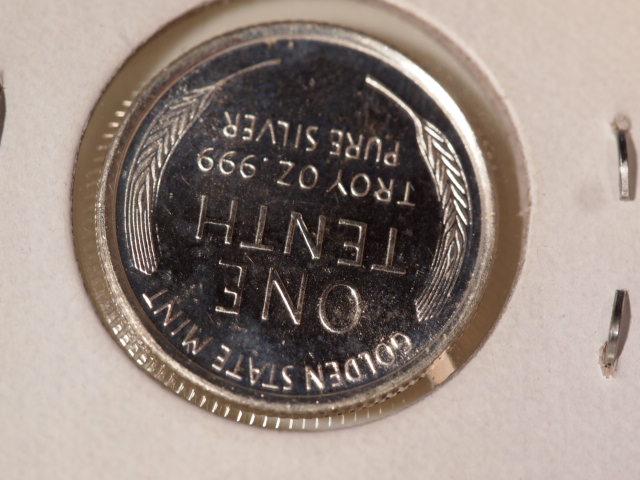 GOLDEN STATE MINT
ONE
TENTH
TROY OZ .999
PURE SILVER